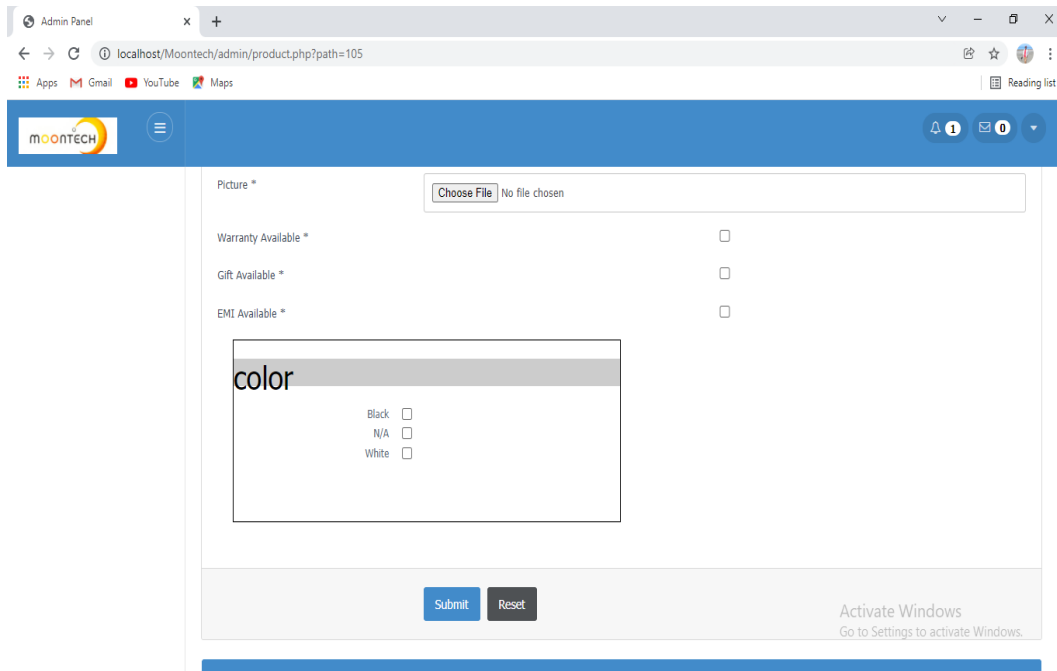 Admin Panel
localhost/Moontech/admin/product.php?path=105
Apps Gmail YouTube Maps Reading list
MOONTECH 1 0
Picture * Choose File No file chosen
Warranty Available *
Gift Available *
EMI Available *
color
Black
N/A
White
Submit Reset
Activate Windows
Go to Settings to activate Windows.